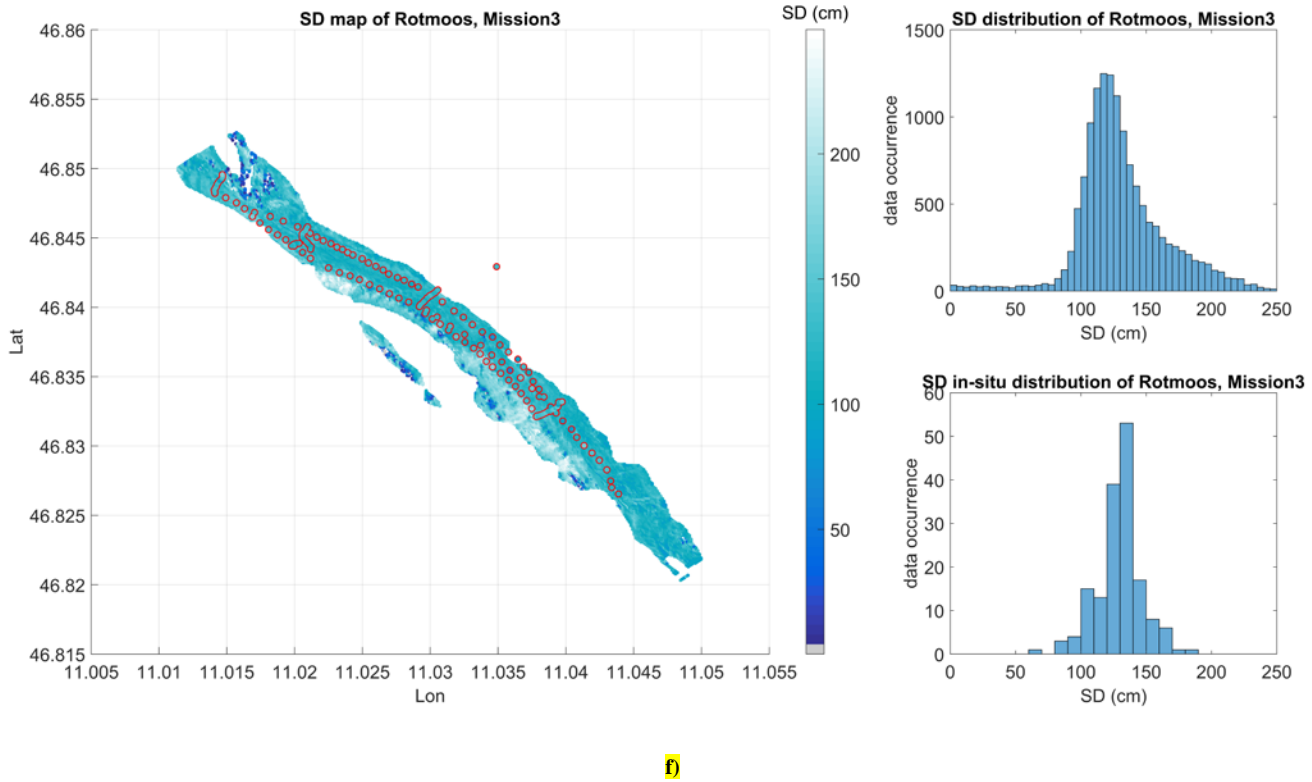 SD map of Rotmoos, Mission3
46.86
46.855
46.85
46.845
46.84
46.835
46.83
46.825
46.82
46.815
Lat
11.005 11.01 11.015 11.02 11.025 11.03 11.035 11.04 11.045 11.05 11.055
Lon
SD (cm)
200
150
100
50
SD distribution of Rotmoos, Mission3
1500
1000
500
0
data occurrence
0 50 100 150 200 250
SD (cm)
SD in-situ distribution of Rotmoos, Mission3
60
50
40
30
20
10
0
data occurrence
0 50 100 150 200 250
SD (cm)
f)